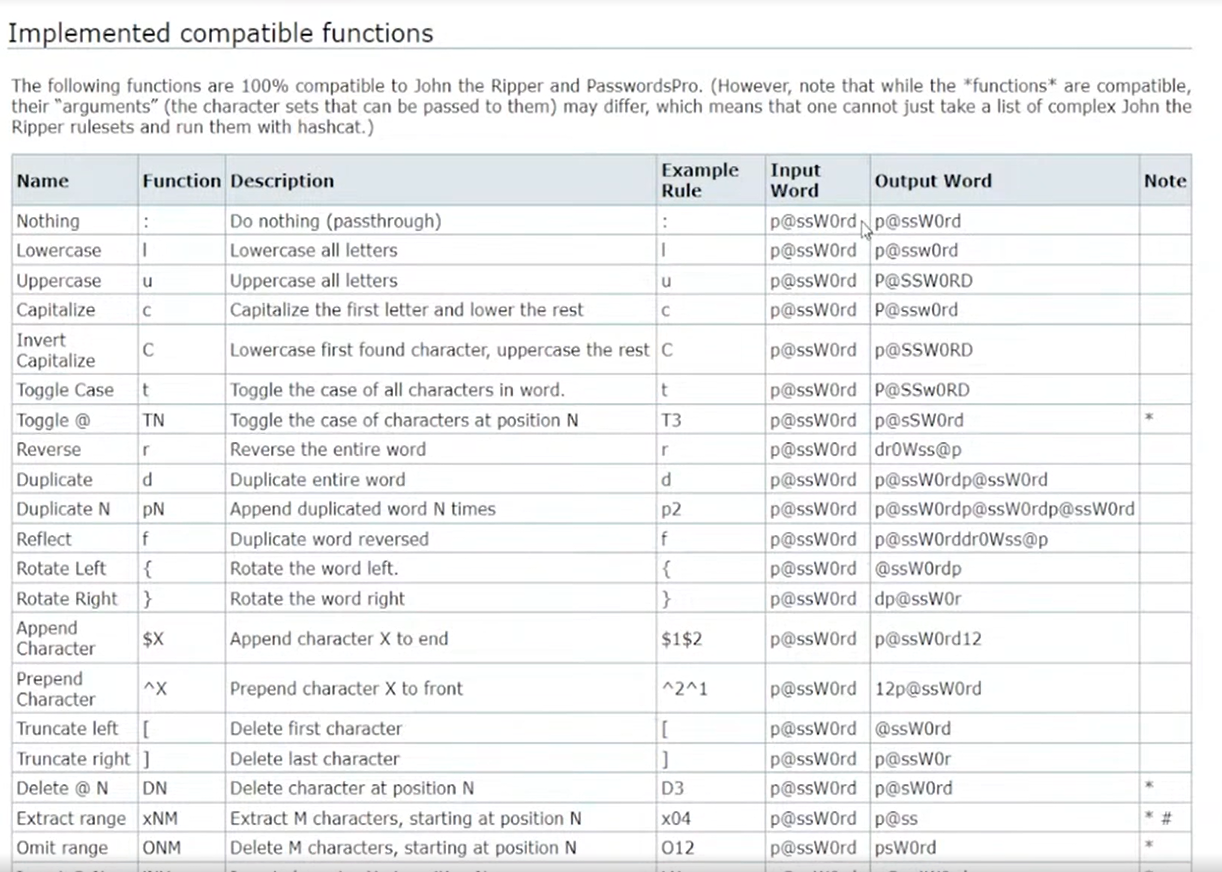 Implemented compatible functions
The following functions are 100% compatible to John the Ripper and PasswordsPro. (However, note that while the *functions* are compatible,
their “arguments” (the character sets that can be passed to them) may differ, which means that one cannot just take a list of complex John the
Ripper rulesets and run them with hashcat.)
Name Function Description Example Rule Input Word Output Word Note
Nothing : Do nothing (passthrough) : p@ssW0rd p@ssW0rd
Lowercase l Lowercase all letters l p@ssW0rd p@ssw0rd
Uppercase u Uppercase all letters u p@ssW0rd P@SSW0RD
Capitalize c Capitalize the first letter and lower the rest c p@ssW0rd P@ssw0rd
Invert Capitalize C Lowercase first found character, uppercase the rest C p@ssW0rd p@SSW0RD
Toggle Case t Toggle the case of all characters in word. t p@ssW0rd P@SSw0RD
Toggle @ TN Toggle the case of characters at position N T3 p@ssW0rd p@sSW0rd *
Reverse r Reverse the entire word r p@ssW0rd dr0Wss@p
Duplicate d Duplicate entire word d p@ssW0rd p@ssW0rdp@ssW0rd
Duplicate N pN Append duplicated word N times p2 p@ssW0rd p@ssW0rdp@ssW0rdp@ssW0rd
Reflect f Duplicate word reversed f p@ssW0rd p@ssW0rddr0Wss@p
Rotate Left { Rotate the word left. { p@ssW0rd @ssW0rdp
Rotate Right } Rotate the word right } p@ssW0rd dp@ssW0r
Append Character $X Append character X to end $1$2 p@ssW0rd p@ssW0rd12
Prepend Character ^X Prepend character X to front ^2^1 p@ssW0rd 12p@ssW0rd
Truncate left [ Delete first character [ p@ssW0rd @ssW0rd
Truncate right ] Delete last character ] p@ssW0rd p@ssW0r
Delete @ N DN Delete character at position N D3 p@ssW0rd p@sW0rd *
Extract range xNM Extract M characters, starting at position N x04 p@ssW0rd p@ss * #
Omit range ONM Delete M characters, starting at position N O12 p@ssW0rd psW0rd *